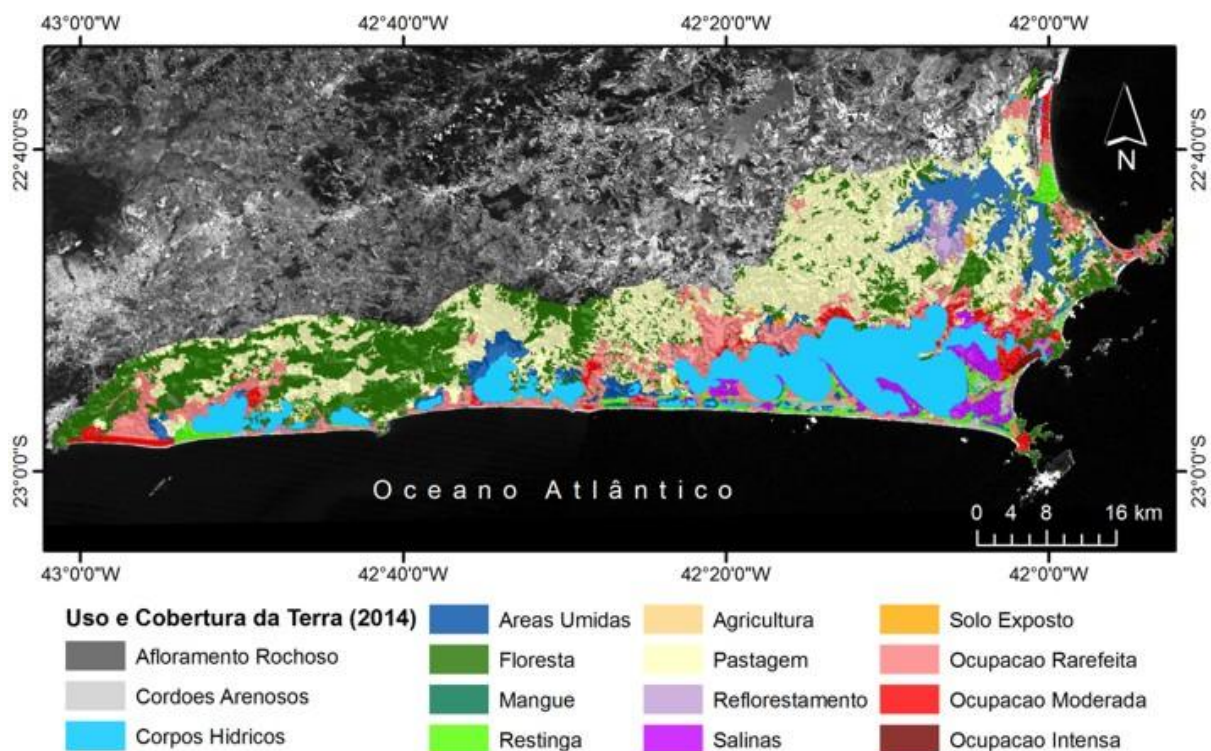 43°0'0"W 42°40'0"W 42°20'0"W 42°0'0"W
22°40'0"S 22°40'0"S
N
23°0'0"S 23°0'0"S
Oceano Atlântico
0 4 8 16 km
43°0'0"W 42°40'0"W 42°20'0"W 42°0'0"W
Uso e Cobertura da Terra (2014)
Afloramento Rochoso
Cordoes Arenosos
Corpos Hidricos
Areas Umidas
Floresta
Mangue
Restinga
Agricultura
Pastagem
Reflorestamento
Salinas
Solo Exposto
Ocupacao Rarefeita
Ocupacao Moderada
Ocupacao Intensa